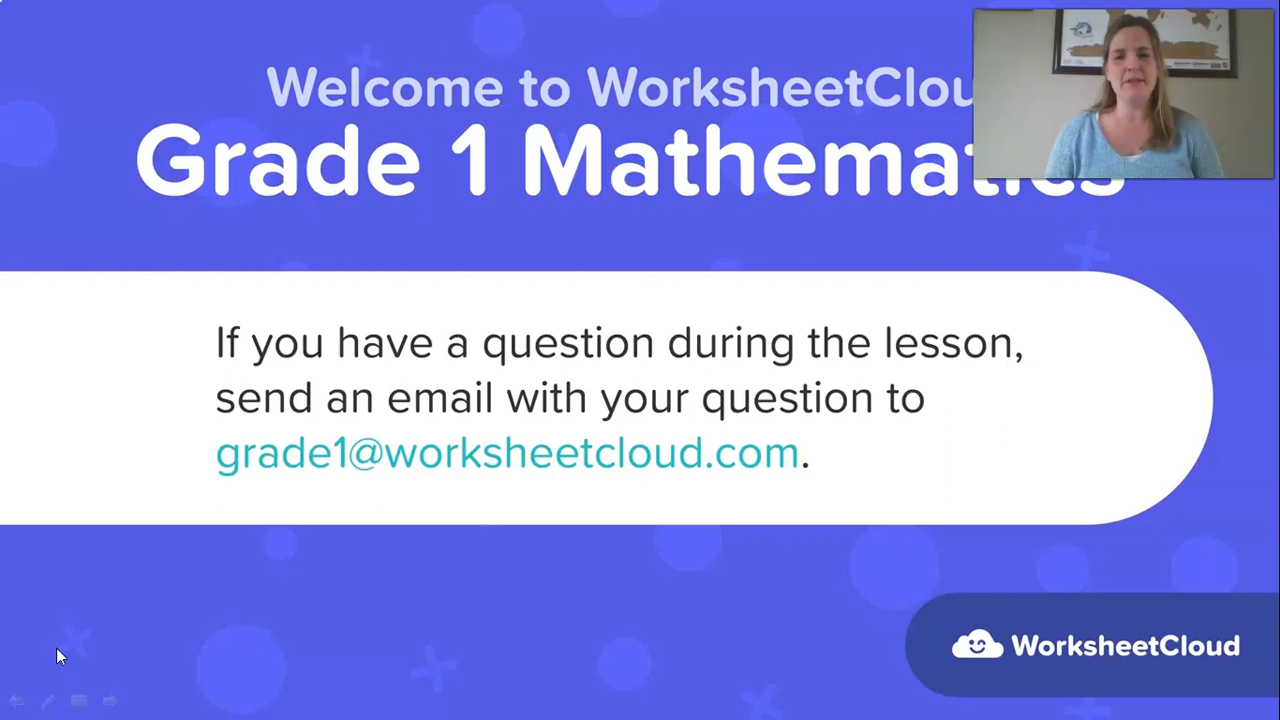 Welcome to WorksheetClou
Grade 1 Mathematics
If you have a question during the lesson,
send an email with your question to
grade1@worksheetcloud.com.
WorksheetCloud